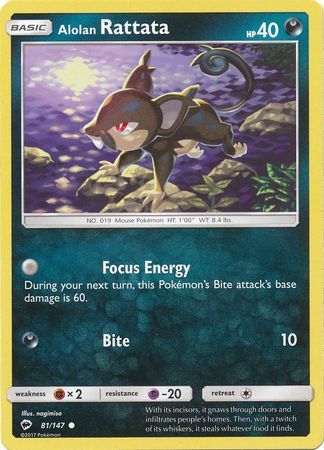 BASIC
Alolan Rattata
HP 40
NO. 019 Mouse Pokémon HT: 1'00" WT: 8.4 lbs.
Focus Energy
During your next turn, this Pokémon's Bite attack's base
damage is 60.
Bite 10
weakness × 2 resistance -20 retreat
Illus. nagimiso
81/147
©2017 Pokémon
With its incisors, it gnaws through doors and
infiltrates people's homes. Then, with a twitch
of its whiskers, it steals whatever food it finds.